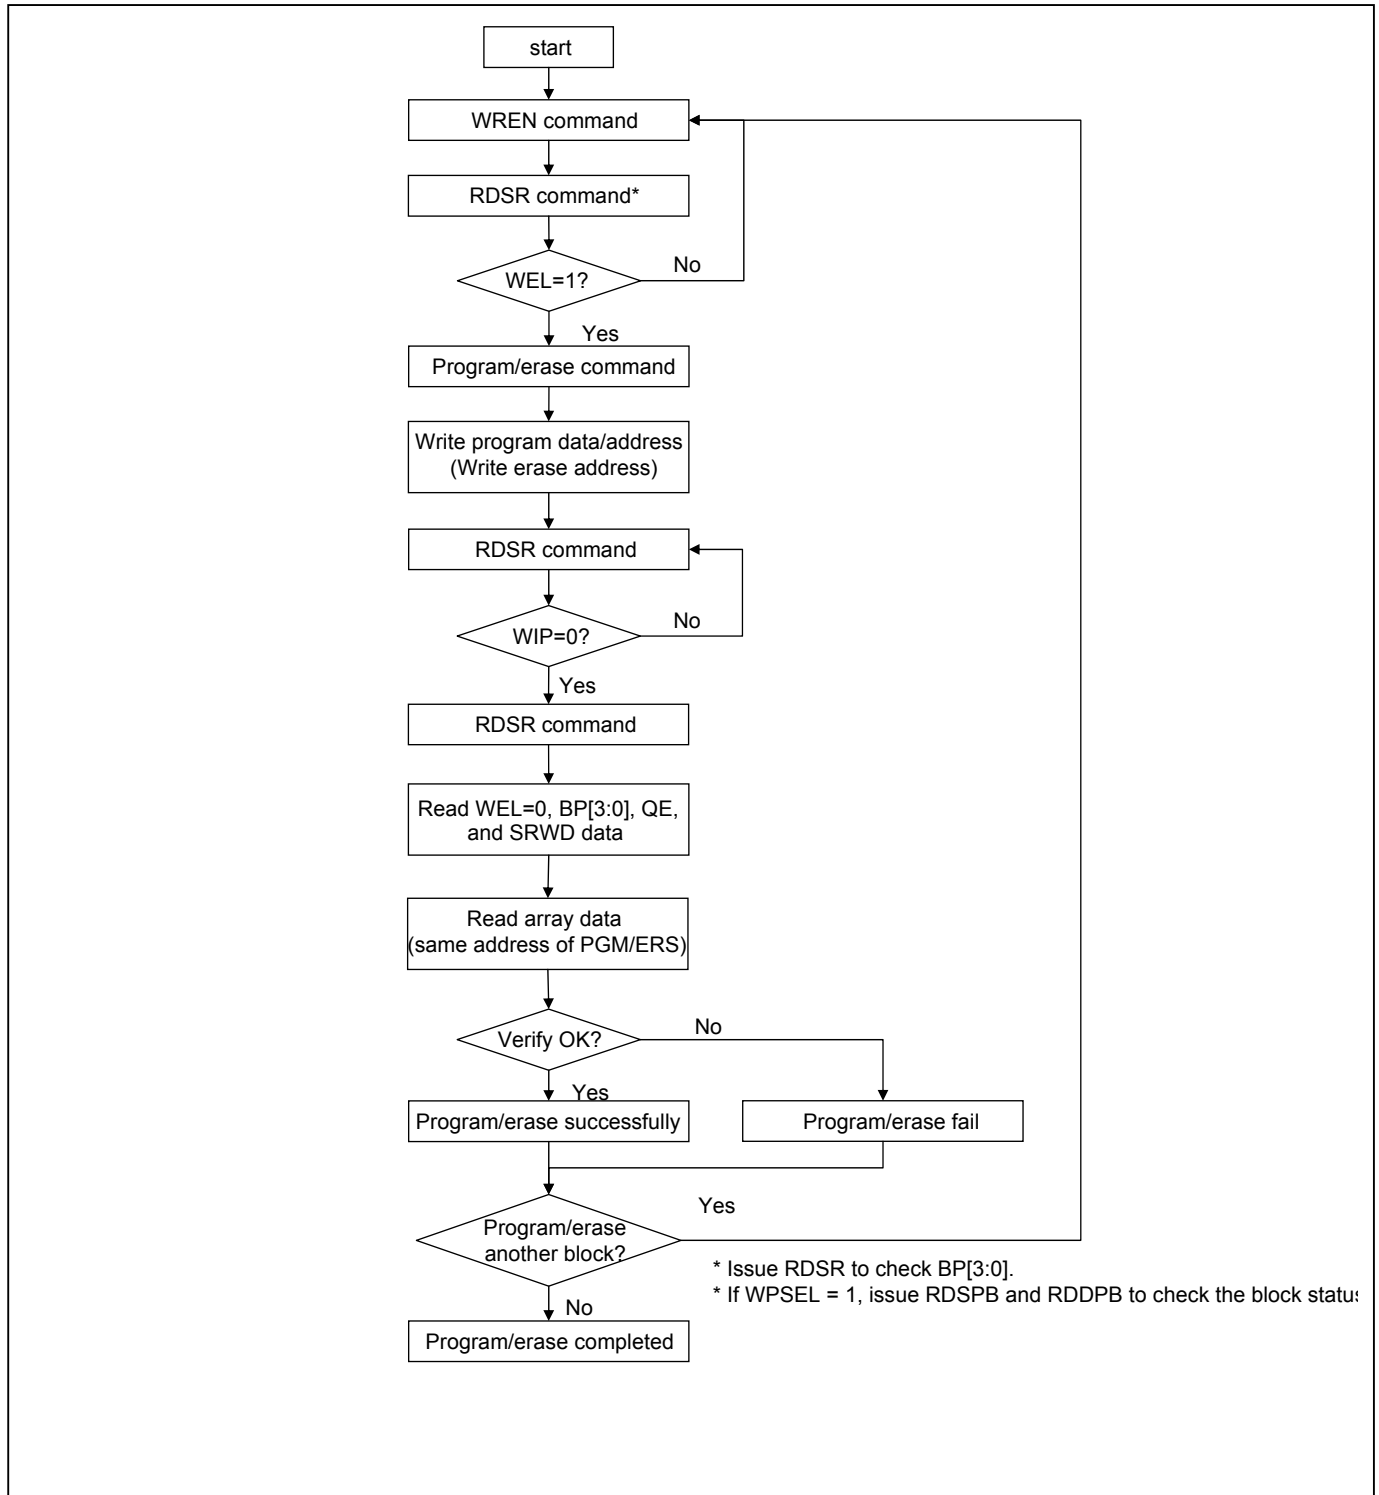 start
WREN command
RDSR command*
WEL=1?
No
Yes
Program/erase command
Write program data/address
(Write erase address)
RDSR command
WIP=0?
No
Yes
RDSR command
Read WEL=0, BP[3:0], QE,
and SRWD data
Read array data
(same address of PGM/ERS)
Verify OK?
No
Yes
Program/erase successfully
Program/erase fail
Yes
Program/erase
another block?
* Issue RDSR to check BP[3:0].
* If WPSEL = 1, issue RDSPB and RDDPB to check the block status
No
Program/erase completed